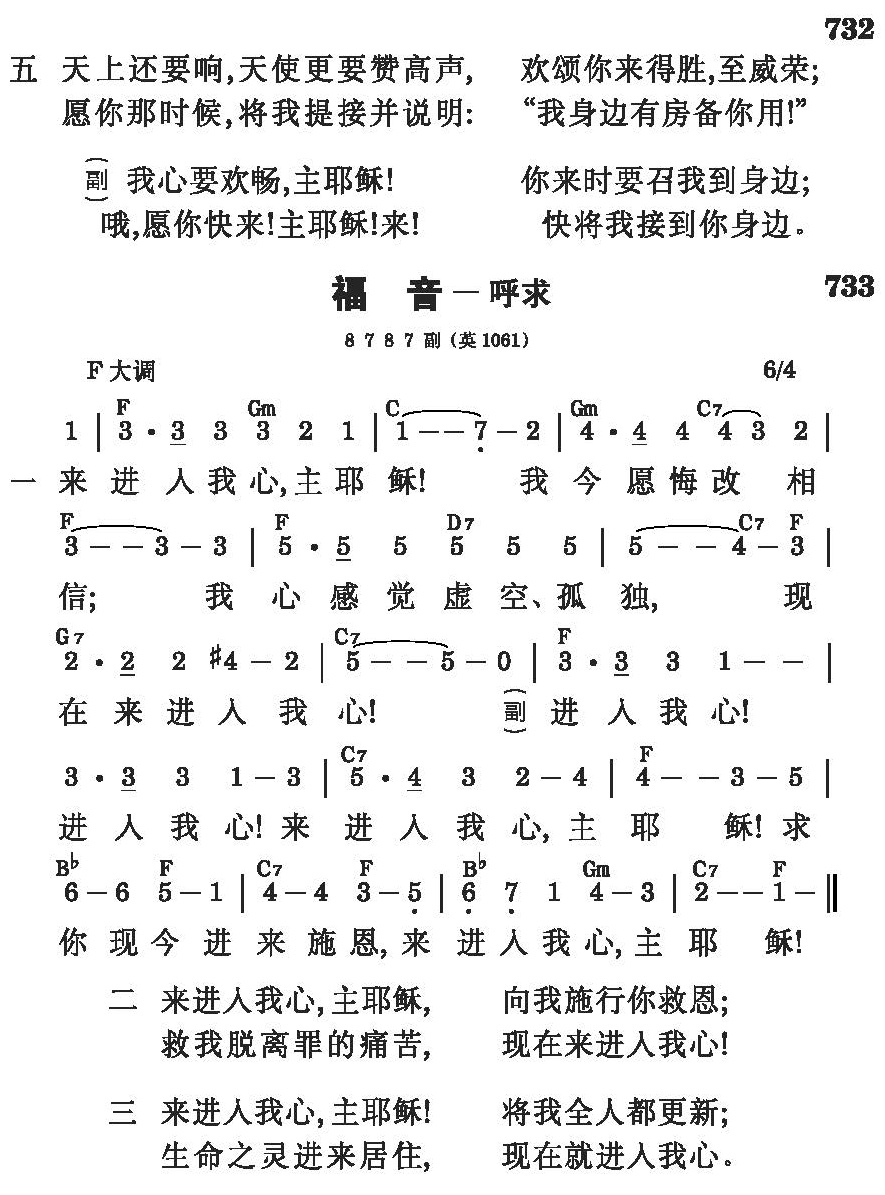 732
五 天上还要响,天使更要赞高声, 欢颂你来得胜,至威荣;
愿你那时候,将我提接并说明: “我身边有房备你用!”
(副) 我心要欢畅,主耶稣! 你来时要召我到身边;
哦,愿你快来!主耶稣!来! 快将我接到你身边。
福 音 — 呼求 733
8 7 8 7 副 (英1061)
F大调 6/4
F Gm C Gm C7
1 | 3 · 3 3 3 2 1 | 1 – – 7 – 2 | 4 · 4 4 4 3 2 |
一 来 进 人 我 心, 主 耶 稣! 我 今 愿 悔 改 相
F F D7 C7 F
3 – – 3 – 3 | 5 · 5 5 5 5 5 | 5 – – 4 – 3 |
信; 我 心 感 觉 虚 空、 孤 独, 现
G7 C7 F
2 · 2 2 ♯4 – 2 | 5 – – 5 – 0 | 3 · 3 3 1 – – |
在 来 进 人 我 心! (副) 进 人 我 心!
C7 F
3 · 3 3 1 – 3 | 5 · 4 3 2 – 4 | 4 – – 3 – 5 |
进 人 我 心! 来 进 人 我 心, 主 耶 稣! 求
B♭ F C7 F B♭ Gm C7 F
6 – 6 5 – 1 | 4 – 4 3 – 5 | 6 7 1 4 – 3 | 2 – – 1 – ‖
你 现 今 进 来 施 恩, 来 进 人 我 心, 主 耶 稣!
二 来进人我心,主耶稣, 向我施行你救恩;
救我脱离罪的痛苦, 现在来进人我心!
三 来进人我心,主耶稣! 将我全人都更新;
生命之灵进来居住, 现在就进人我心。